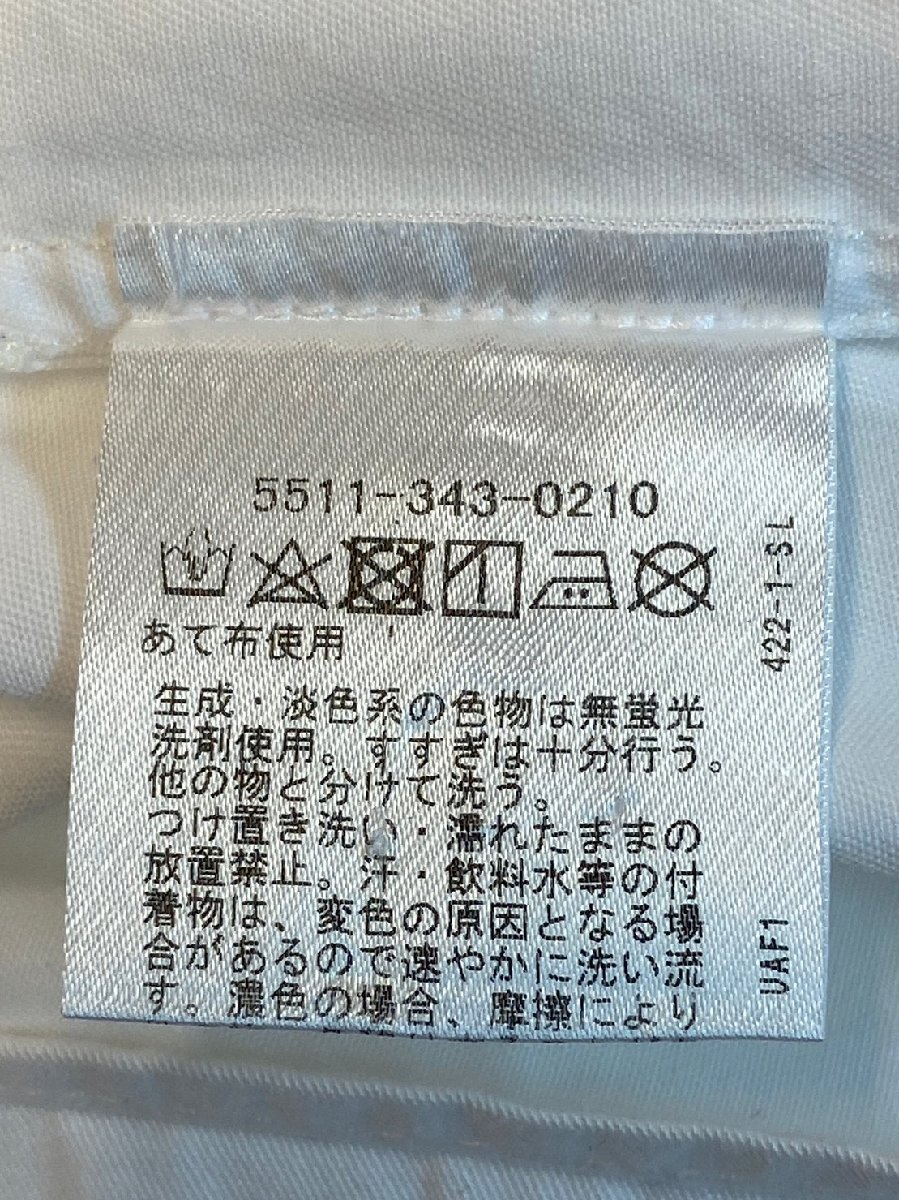 5511-343-0210
あて布使用
生成・淡色系の色物は無蛍光
洗剤使用。すすぎは十分行う。
他の物と分けて洗う。
つけ置き洗い・濡れたままの
放置禁止。汗・飲料水等の付
着物は、変色の原因となる場
合があるので速やかに洗い流
す。濃色の場合、摩擦により
422-1-SL
UAF1